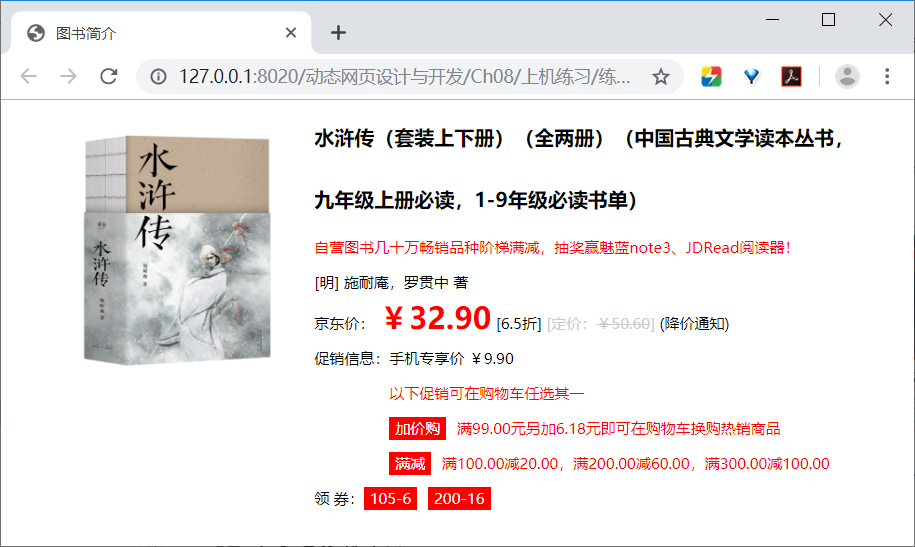 图书简介
127.0.0.1:8020/动态网页设计与开发/Ch08/上机练习/练...
水浒传（套装上下册）（全两册）（中国古典文学读本丛书，
九年级上册必读，1-9年级必读书单）
水浒传
水浒传
施耐庵 著
自营图书几十万畅销品种阶梯满减，抽奖赢魅蓝note3、JDRead阅读器！
[明] 施耐庵，罗贯中 著
京东价： ￥32.90 [6.5折] [定价：￥50.60] (降价通知)
促销信息：手机专享价 ￥9.90
以下促销可在购物车任选其一
加价购 满99.00元另加6.18元即可在购物车换购热销商品
满减 满100.00减20.00，满200.00减60.00，满300.00减100.00
领 券： 105-6 200-16